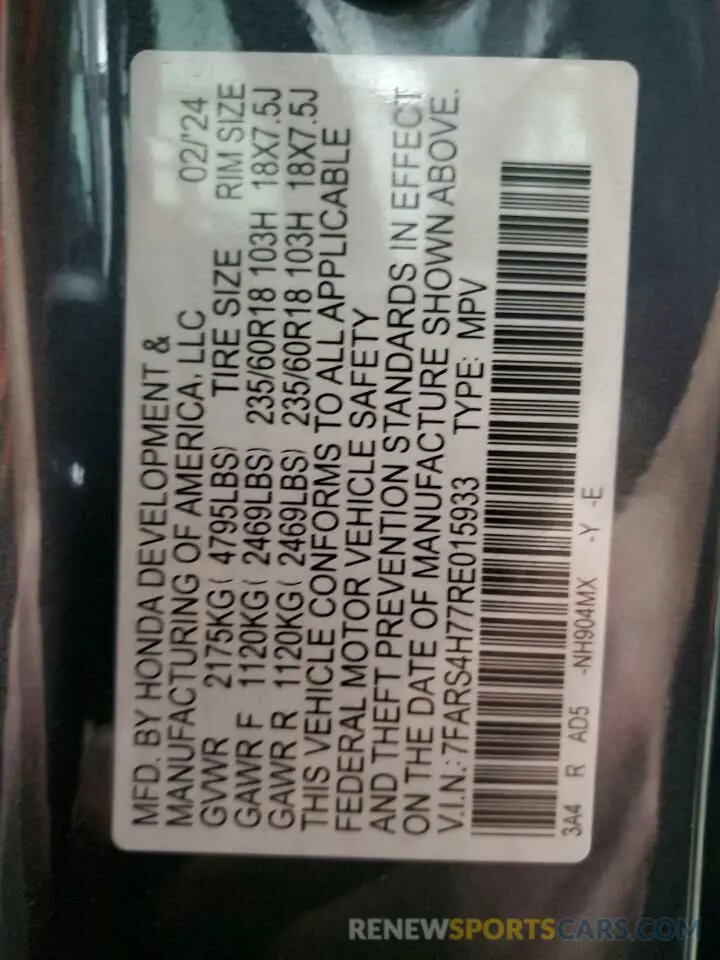 MFD. BY HONDA DEVELOPMENT & 02/'24
MANUFACTURING OF AMERICA, LLC
GVWR 2175KG( 4795LBS) TIRE SIZE RIM SIZE
GAWR F 1120KG( 2469LBS) 235/60R18 103H 18X7.5J
GAWR R 1120KG( 2469LBS) 235/60R18 103H 18X7.5J
THIS VEHICLE CONFORMS TO ALL APPLICABLE
FEDERAL MOTOR VEHICLE SAFETY
AND THEFT PREVENTION STANDARDS IN EFFECT
ON THE DATE OF MANUFACTURE SHOWN ABOVE.
V.I.N.: 7FARS4H77RE015933 TYPE: MPV
3A4 R AD5 -NH904MX -Y -E
RENEWSPORTSCARS.COM